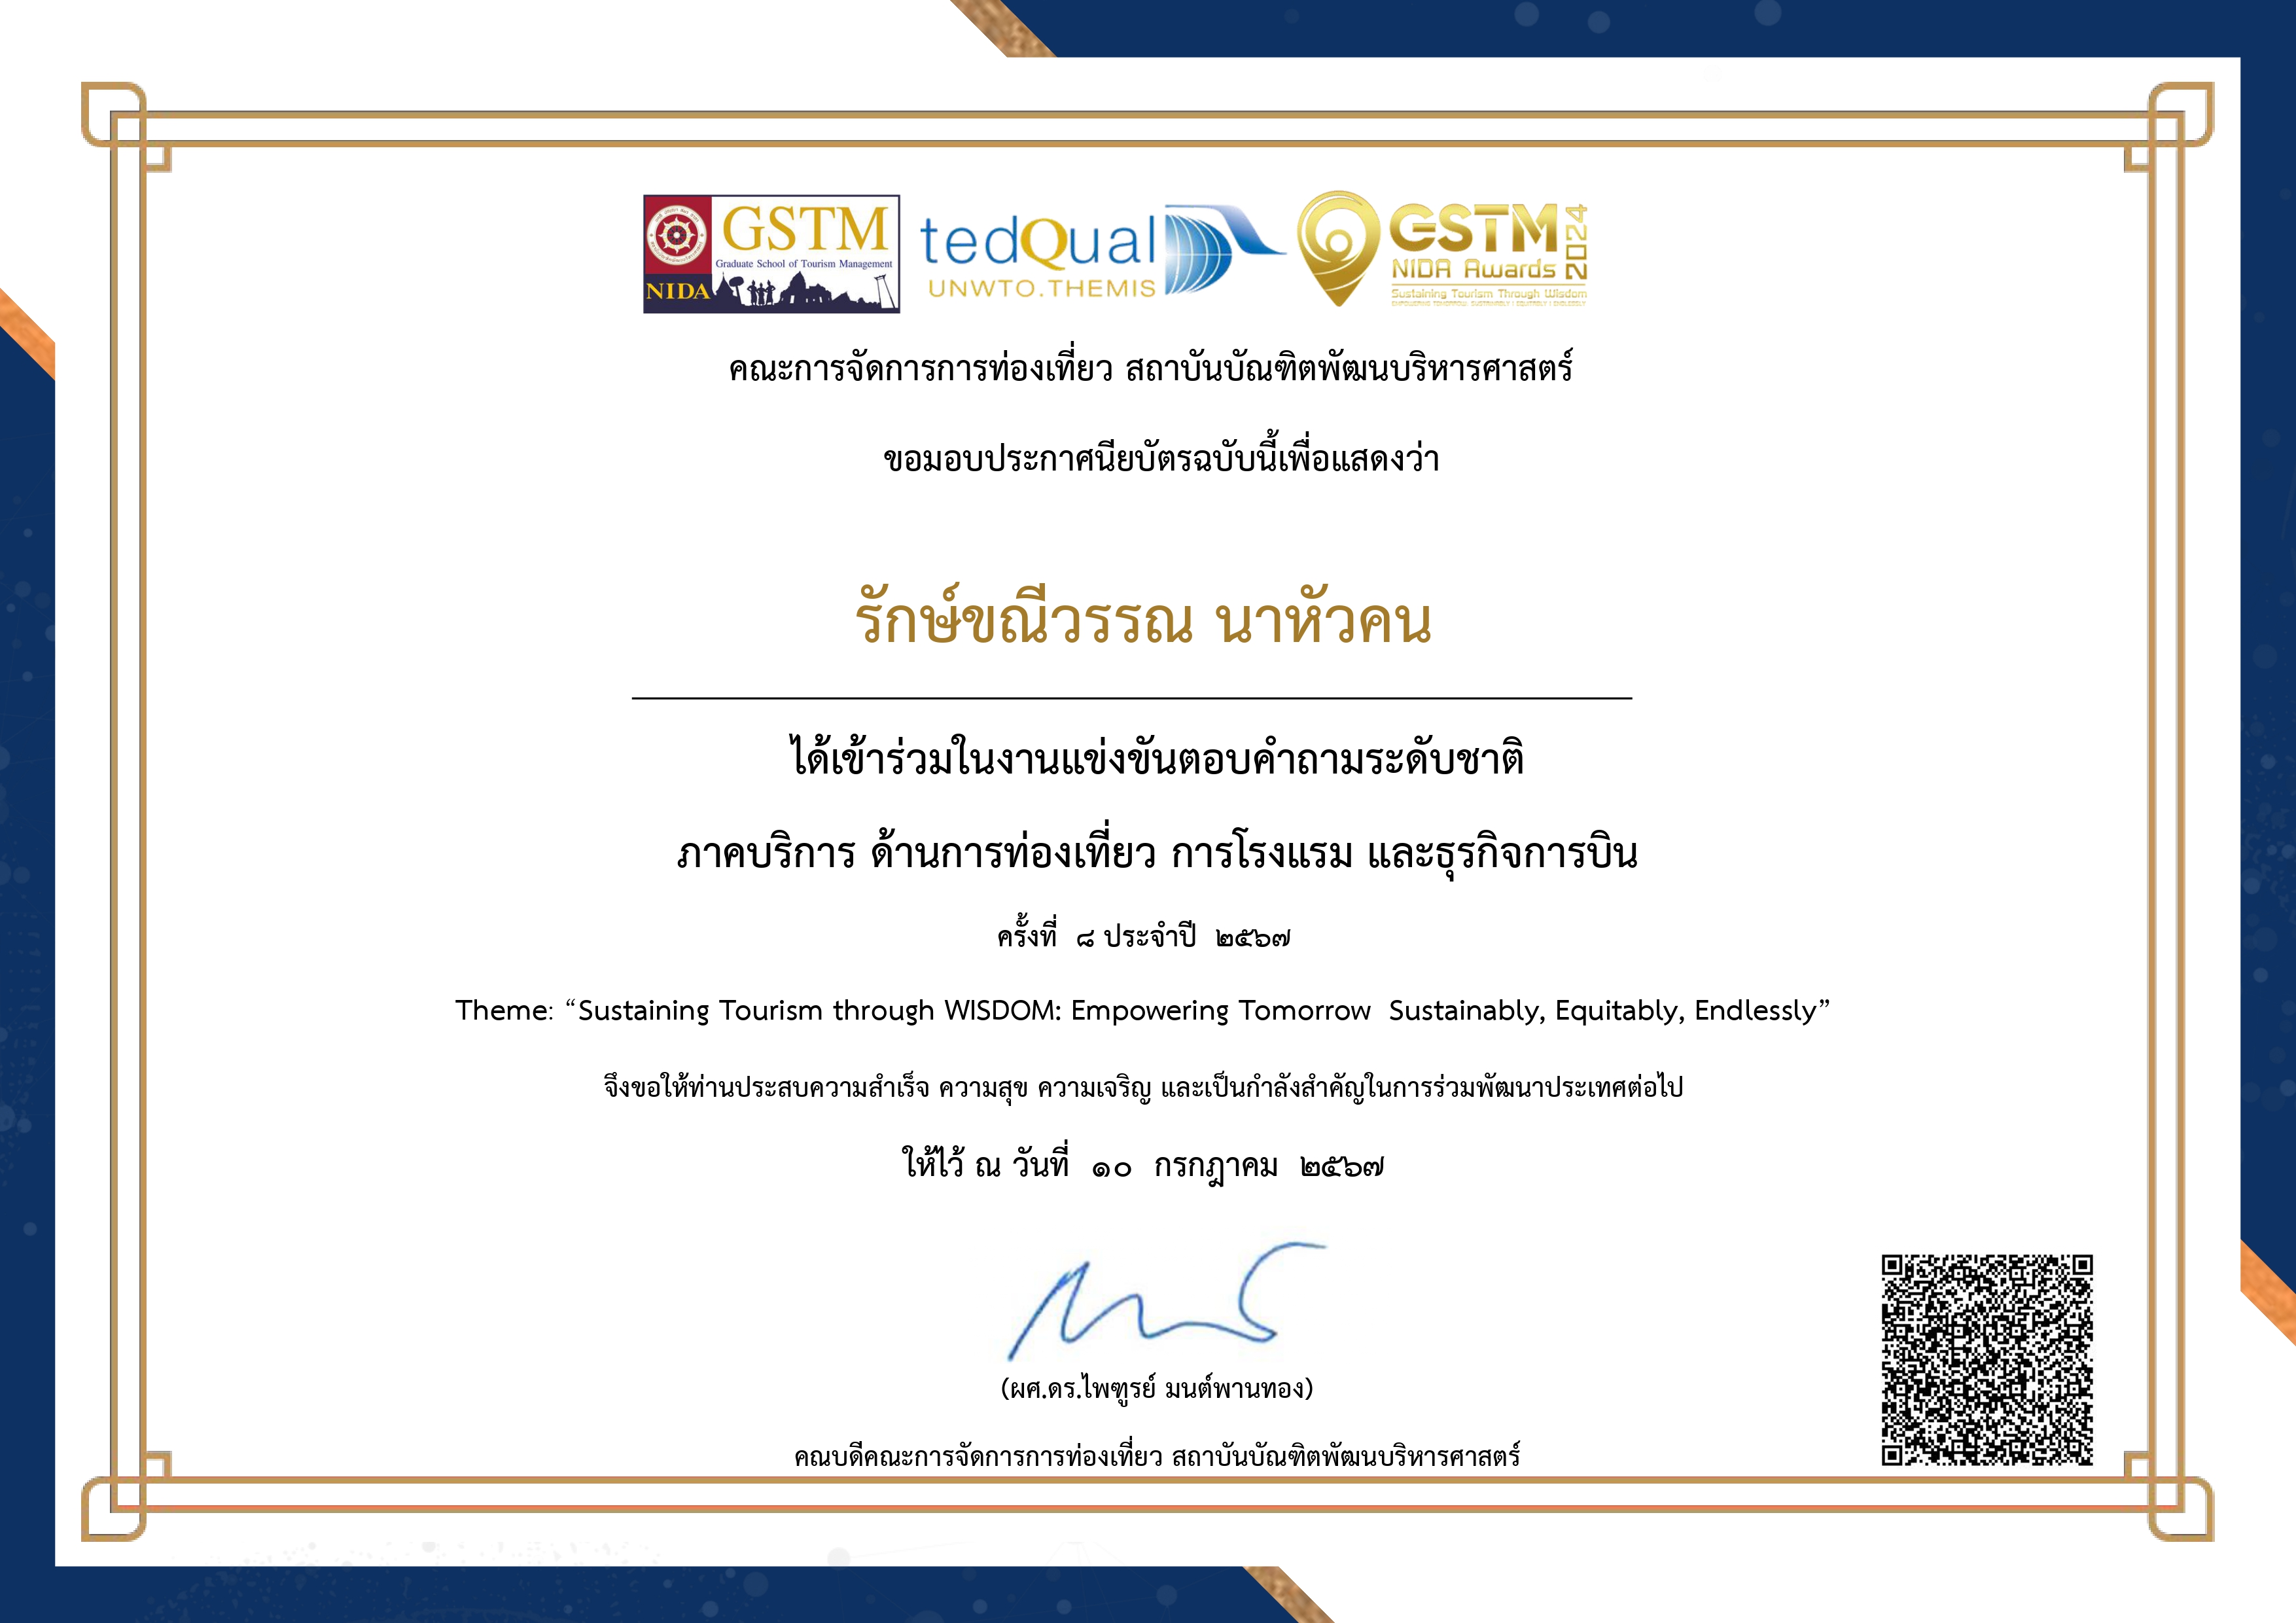 GSTM
Graduate School of Tourism Management
NIDA
tedQual
UNWTO.THEMIS
GSTM
NIDA Awards
2024
Sustaining Tourism Through Wisdom
EMPOWERING TOMORROW, SUSTAINABLY | EQUITABLY | ENDLESSLY
คณะการจัดการการท่องเที่ยว สถาบันบัณฑิตพัฒนบริหารศาสตร์
ขอมอบประกาศนียบัตรฉบับนี้เพื่อแสดงว่า
รักษ์ขณีวรรณ นาหัวคน
ได้เข้าร่วมในงานแข่งขันตอบคำถามระดับชาติ
ภาคบริการ ด้านการท่องเที่ยว การโรงแรม และธุรกิจการบิน
ครั้งที่ ๘ ประจำปี ๒๕๖๗
Theme: “Sustaining Tourism through WISDOM: Empowering Tomorrow Sustainably, Equitably, Endlessly”
จึงขอให้ท่านประสบความสำเร็จ ความสุข ความเจริญ และเป็นกำลังสำคัญในการร่วมพัฒนาประเทศต่อไป
ให้ไว้ ณ วันที่ ๑๐ กรกฎาคม ๒๕๖๗
(ผศ.ดร.ไพฑูรย์ มนต์พานทอง)
คณบดีคณะการจัดการการท่องเที่ยว สถาบันบัณฑิตพัฒนบริหารศาสตร์